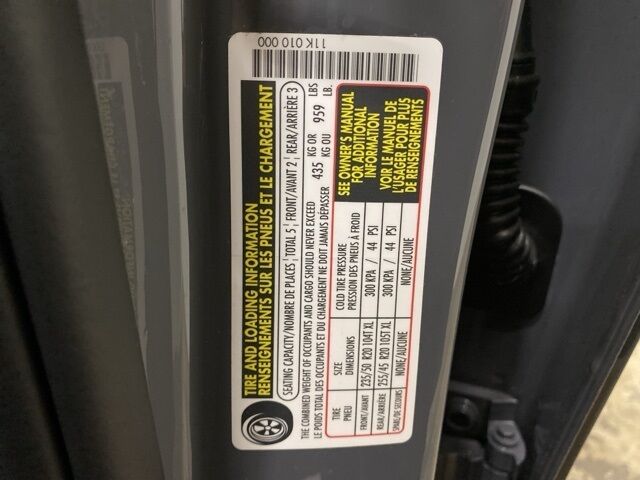 11K 010 000
TIRE AND LOADING INFORMATION
RENSEIGNEMENTS SUR LES PNEUS ET LE CHARGEMENT
SEATING CAPACITY/NOMBRE DE PLACES TOTAL 5 FRONT/AVANT 2 REAR/ARRIÈRE 3
THE COMBINED WEIGHT OF OCCUPANTS AND CARGO SHOULD NEVER EXCEED 435 KG OR 959 LBS
LE POIDS TOTAL DES OCCUPANTS ET DU CHARGEMENT NE DOIT JAMAIS DÉPASSER KG OU LB.
TIRE SIZE COLD TIRE PRESSURE
PNEU DIMENSIONS PRESSION DES PNEUS À FROID
FRONT/AVANT 235/50 R20 104T XL 300 KPA / 44 PSI
REAR/ARRIÈRE 255/45 R20 105T XL 300 KPA / 44 PSI
SPARE/DE SECOURS NONE/AUCUNE NONE/AUCUNE
SEE OWNER'S MANUAL
FOR ADDITIONAL
INFORMATION
VOIR LE MANUEL DE
L'USAGER POUR PLUS
DE RENSEIGNEMENTS